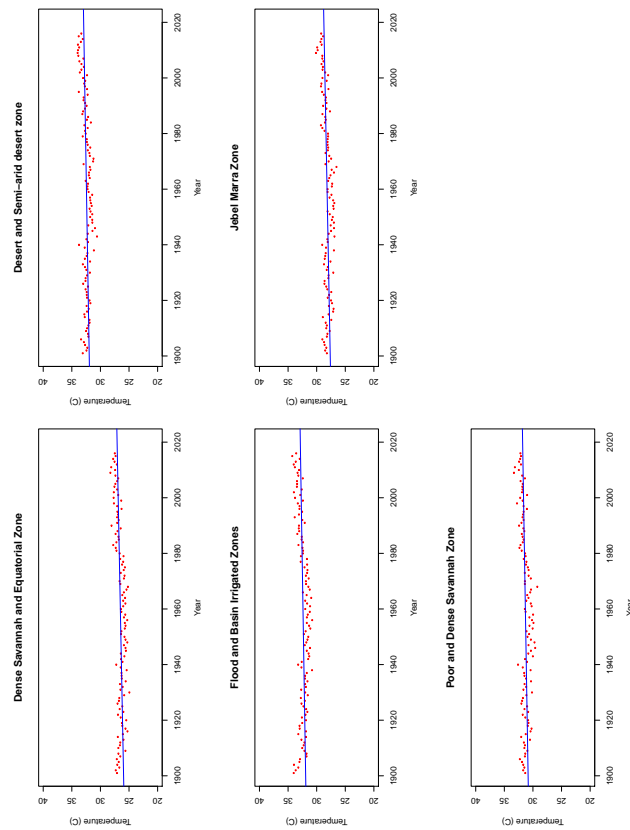 Dense Savannah and Equatorial Zone
Temperature (C)
40
35
30
25
20
1900 1920 1940 1960 1980 2000 2020
Year
Desert and Semi−arid desert zone
Temperature (C)
40
35
30
25
20
1900 1920 1940 1960 1980 2000 2020
Year
Flood and Basin Irrigated Zones
Temperature (C)
40
35
30
25
20
1900 1920 1940 1960 1980 2000 2020
Year
Jebel Marra Zone
Temperature (C)
40
35
30
25
20
1900 1920 1940 1960 1980 2000 2020
Year
Poor and Dense Savannah Zone
Temperature (C)
40
35
30
25
20
1900 1920 1940 1960 1980 2000 2020
Year